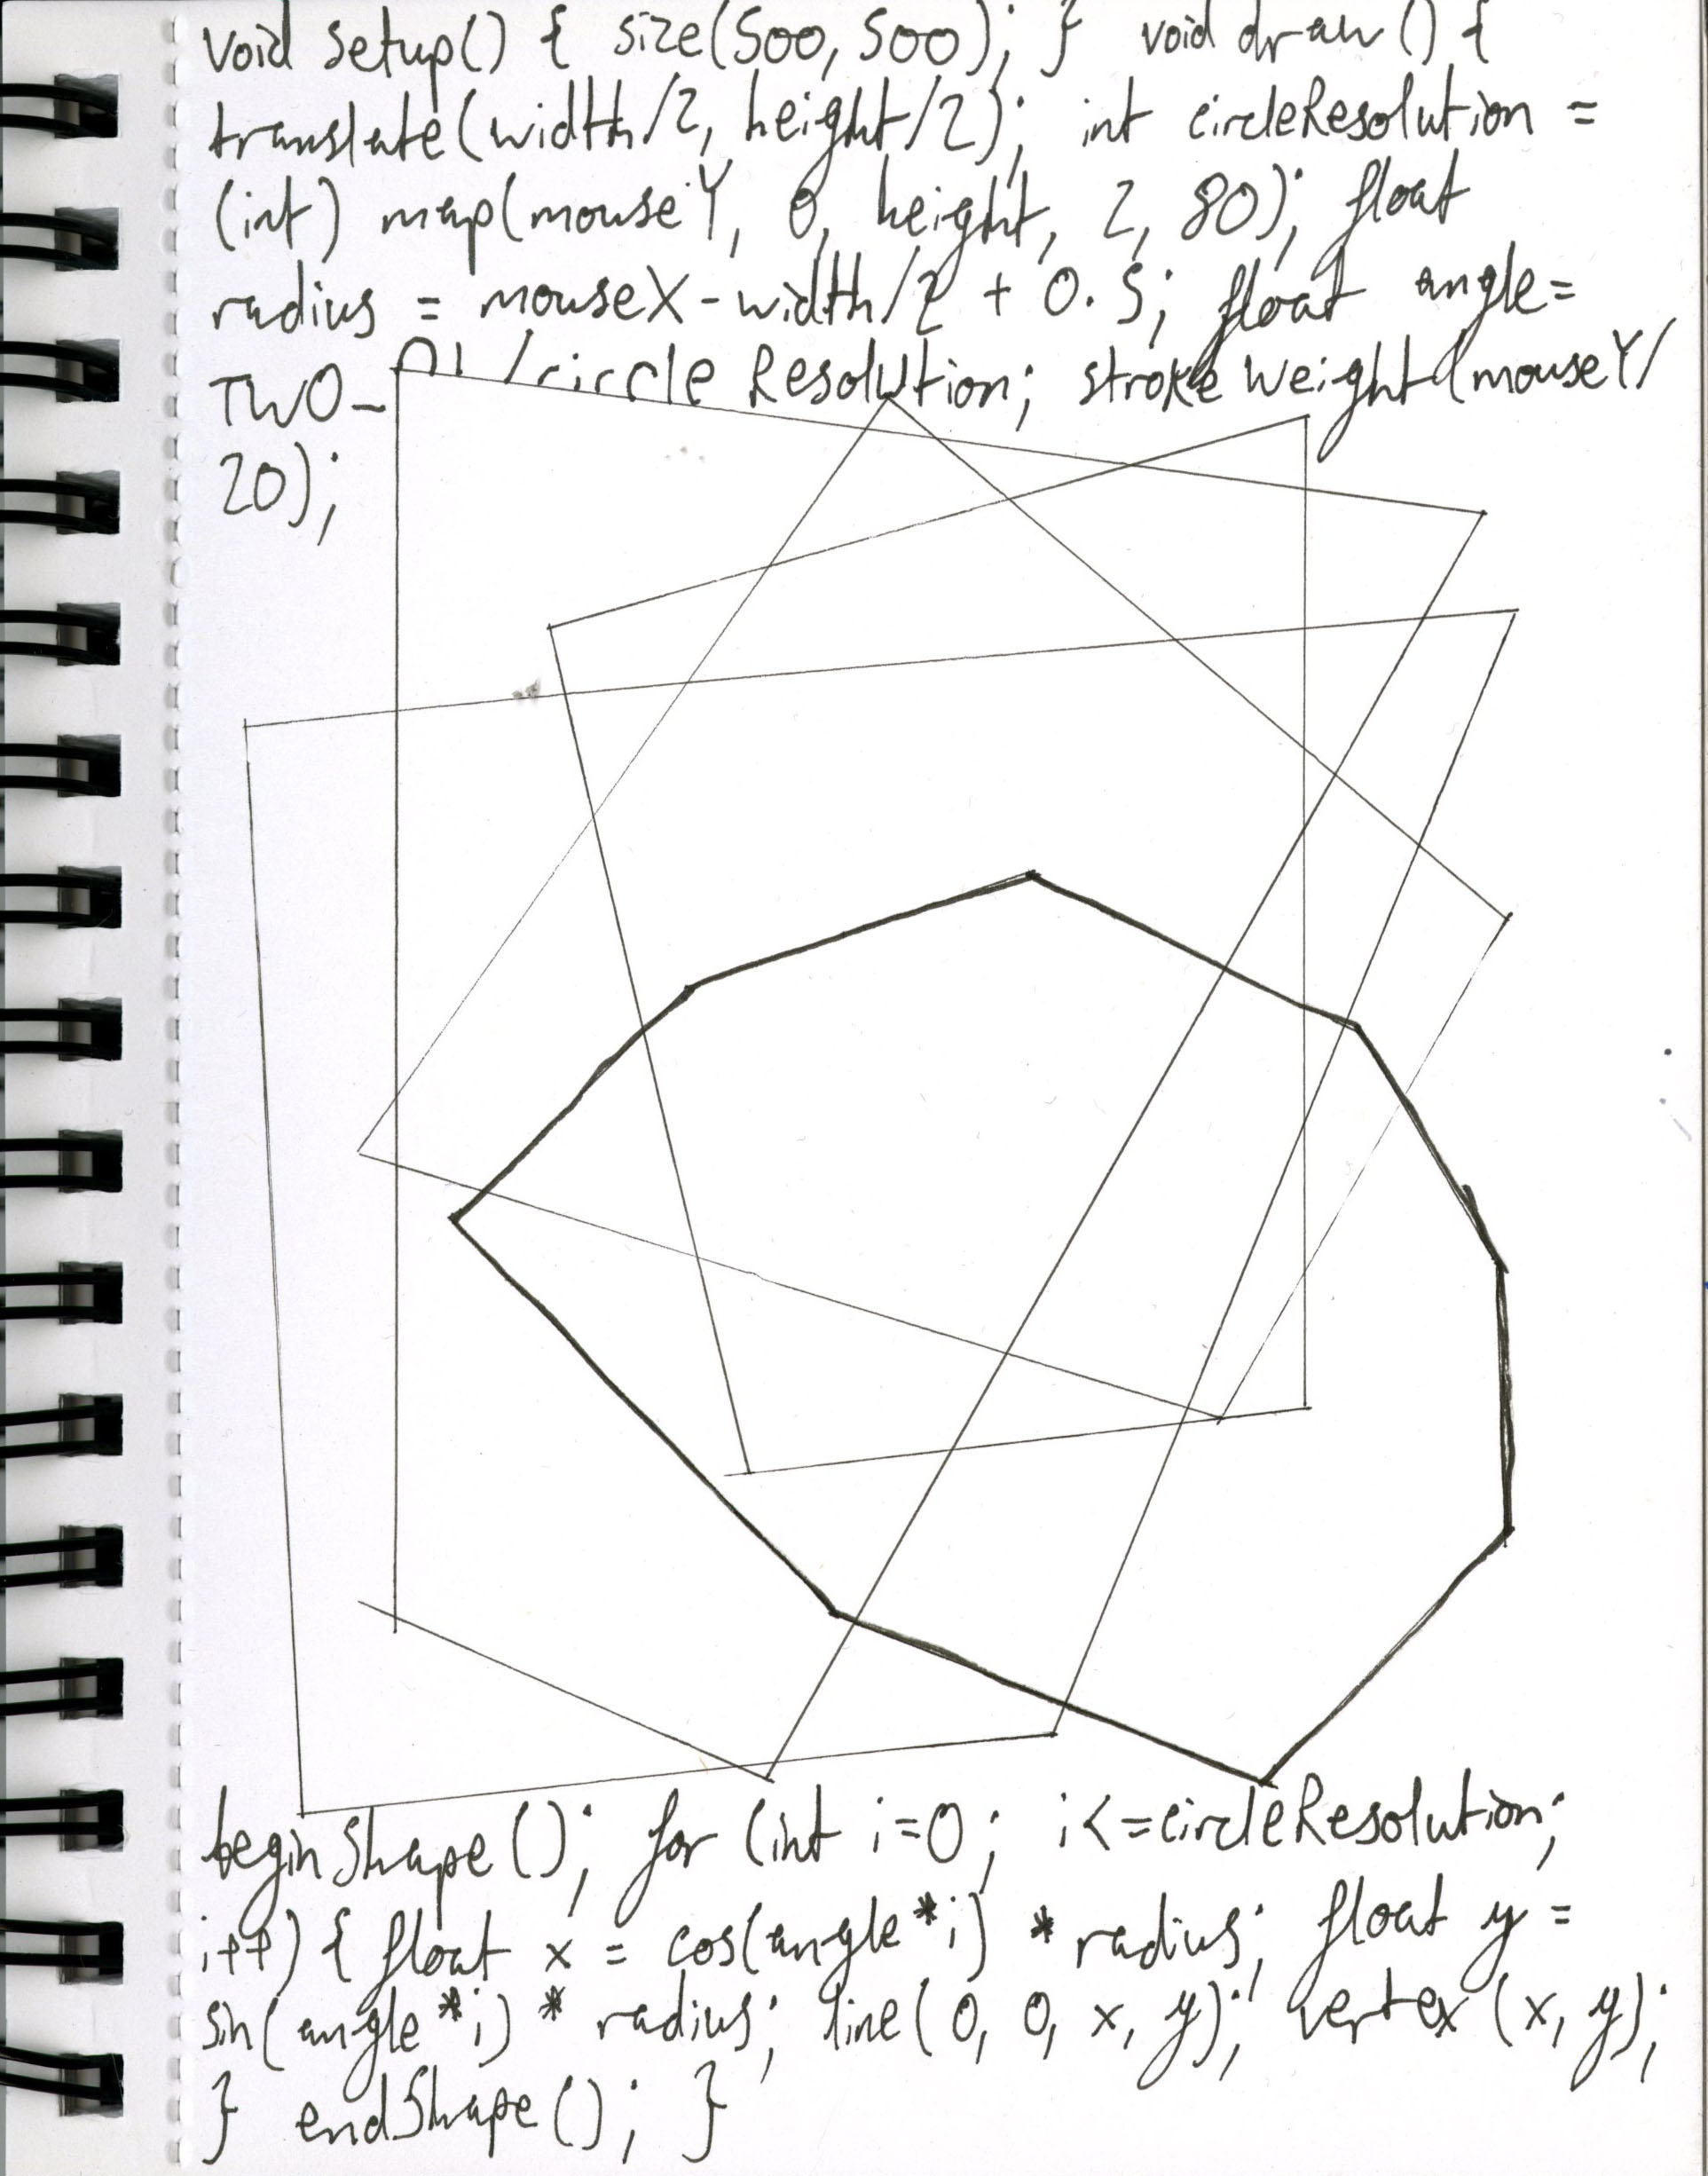 void setup() { size(500, 500); } void draw() {
translate(width/2, height/2); int circleResolution =
(int) map(mouseY, 0, height, 2, 80); float
radius = mouseX - width/2 + 0.5; float angle =
TWO_PI /circleResolution; strokeWeight(mouseY/
20);
beginShape(); for (int i=0; i<=circleResolution;
i++) { float x = cos(angle*i) * radius; float y =
sin(angle*i) * radius; line(0, 0, x, y); vertex(x, y);
} endShape(); }